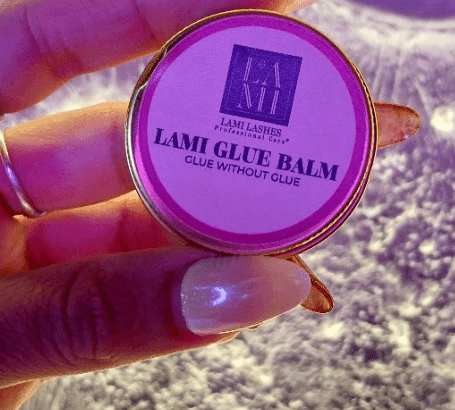 LA
MI
LAMI LASHES
Professional Care®
LAMI GLUE BALM
GLUE WITHOUT GLUE